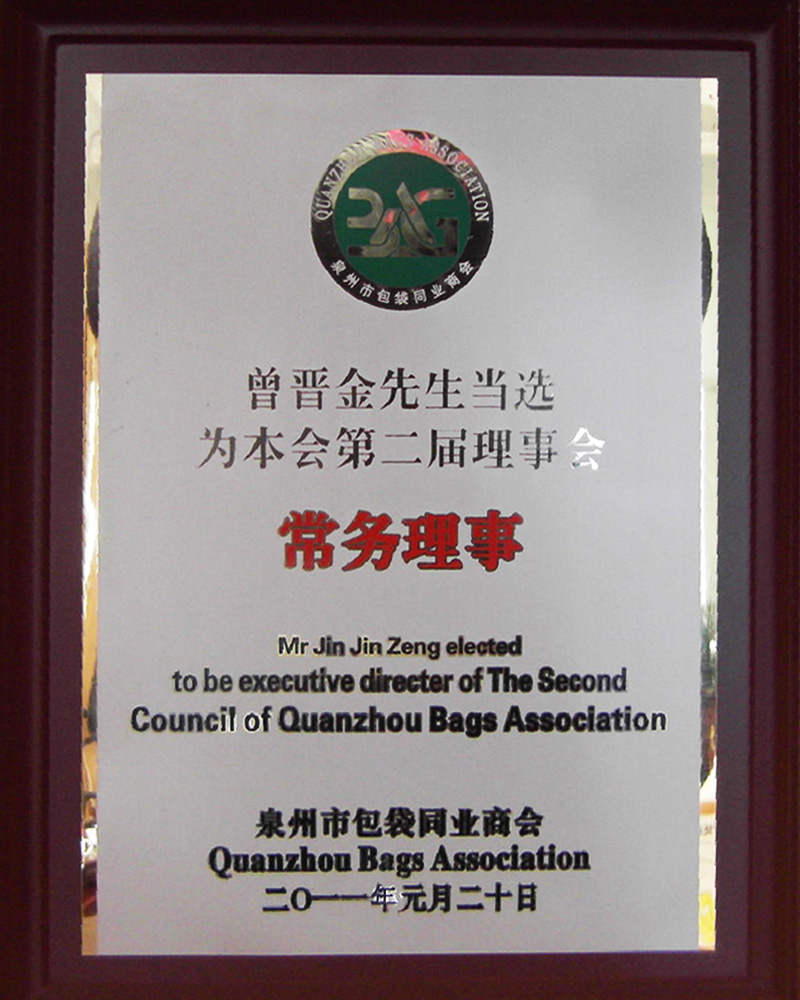 QUANZHOU BAGS ASSOCIATION
BAG
泉州市包袋同业商会
曾晋金先生当选
为本会第二届理事会
常务理事
Mr Jin Jin Zeng elected
to be executive directer of The Second
Council of Quanzhou Bags Association
泉州市包袋同业商会
Quanzhou Bags Association
二O一一年元月二十日